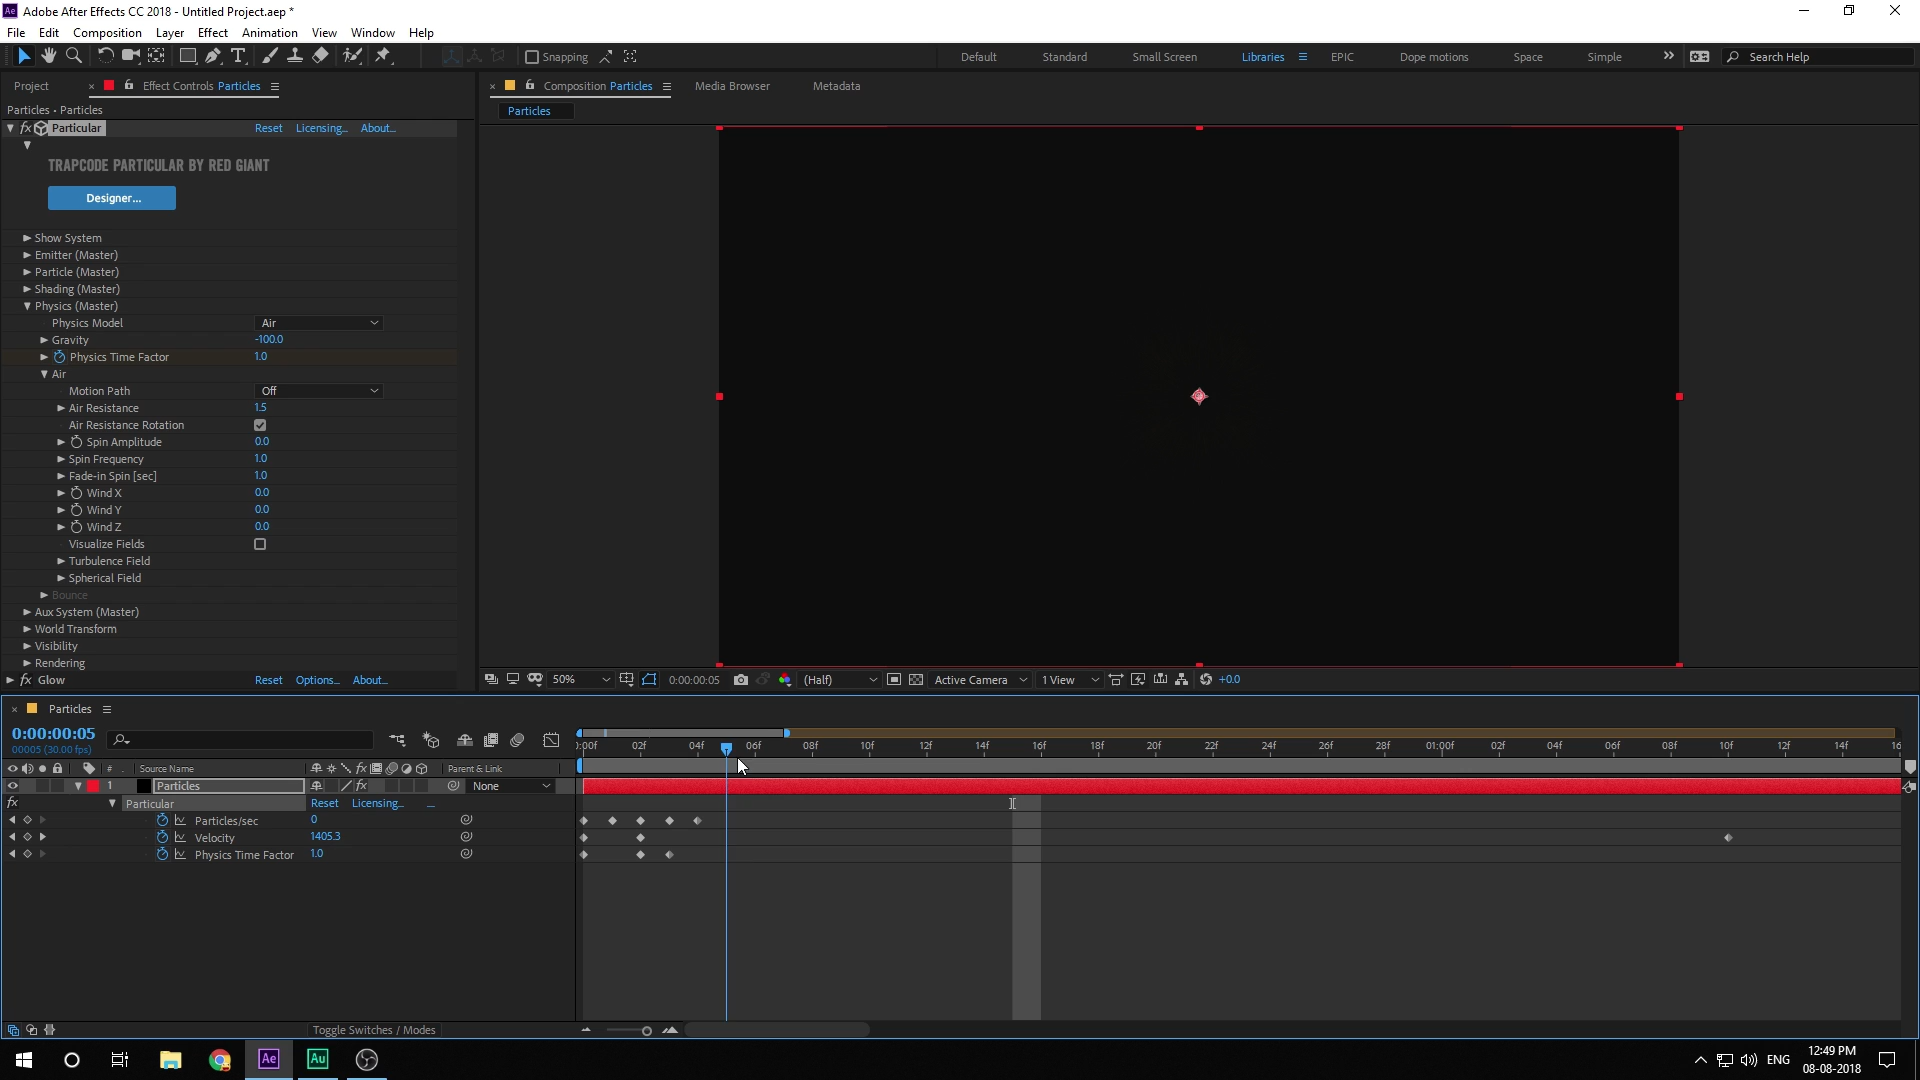 Ae Adobe After Effects CC 2018 - Untitled Project.aep *
File Edit Composition Layer Effect Animation View Window Help
Snapping Default Standard Small Screen Libraries EPIC Dope motions Space Simple Search Help
Project Effect Controls Particles
Particles • Particles
fx Particular Reset Licensing... About...
TRAPCODE PARTICULAR BY RED GIANT
Designer...
Show System
Emitter (Master)
Particle (Master)
Shading (Master)
Physics (Master)
Physics Model Air
Gravity -100.0
Physics Time Factor 1.0
Air
Motion Path Off
Air Resistance 1.5
Air Resistance Rotation
Spin Amplitude 0.0
Spin Frequency 1.0
Fade-in Spin [sec] 1.0
Wind X 0.0
Wind Y 0.0
Wind Z 0.0
Visualize Fields
Turbulence Field
Spherical Field
Bounce
Aux System (Master)
World Transform
Visibility
Rendering
fx Glow Reset Options... About...
Composition Particles Media Browser Metadata
Particles
50% 0:00:00:05 (Half) Active Camera 1 View +0.0
Particles
0:00:00:05
00005 (30.00 fps)
:00f 02f 04f 06f 08f 10f 12f 14f 16f 18f 20f 22f 24f 26f 28f 01:00f 02f 04f 06f 08f 10f 12f 14f 16
# Source Name fx Parent & Link
1 Particles fx None
fx Particular Reset Licensing... ...
Particles/sec 0
Velocity 1405.3
Physics Time Factor 1.0
Toggle Switches / Modes
Ae Au ENG 12:49 PM
08-08-2018